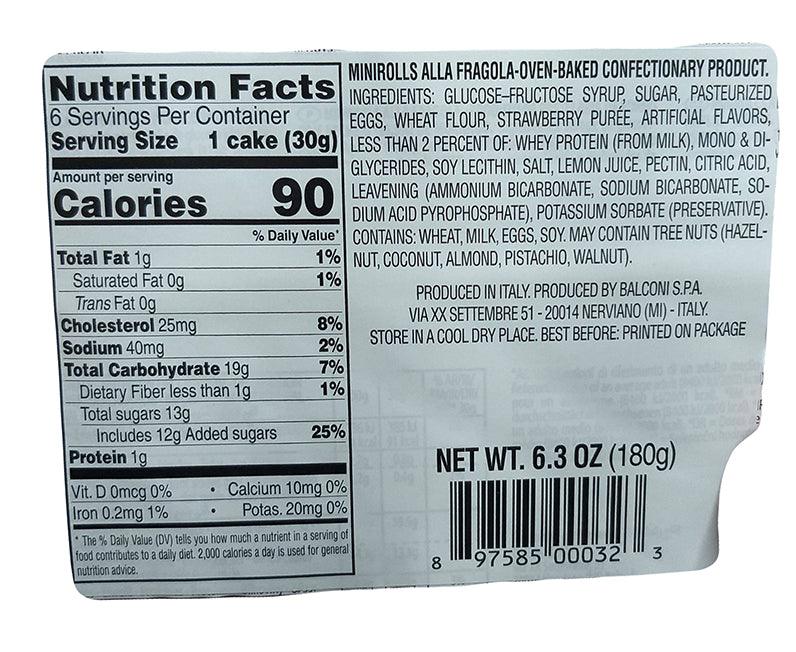 Nutrition Facts
6 Servings Per Container
Serving Size 1 cake (30g)
Amount per serving
Calories 90
% Daily Value*
Total Fat 1g 1%
Saturated Fat 0g 1%
Trans Fat 0g
Cholesterol 25mg 8%
Sodium 40mg 2%
Total Carbohydrate 19g 7%
Dietary Fiber less than 1g 1%
Total sugars 13g
Includes 12g Added sugars 25%
Protein 1g
Vit. D 0mcg 0% • Calcium 10mg 0%
Iron 0.2mg 1% • Potas. 20mg 0%
* The % Daily Value (DV) tells you how much a nutrient in a serving of
food contributes to a daily diet. 2,000 calories a day is used for general
nutrition advice.
MINIROLLS ALLA FRAGOLA-OVEN-BAKED CONFECTIONARY PRODUCT.
INGREDIENTS: GLUCOSE–FRUCTOSE SYRUP, SUGAR, PASTEURIZED
EGGS, WHEAT FLOUR, STRAWBERRY PURÉE, ARTIFICIAL FLAVORS,
LESS THAN 2 PERCENT OF: WHEY PROTEIN (FROM MILK), MONO & DI-
GLYCERIDES, SOY LECITHIN, SALT, LEMON JUICE, PECTIN, CITRIC ACID,
LEAVENING (AMMONIUM BICARBONATE, SODIUM BICARBONATE, SO-
DIUM ACID PYROPHOSPHATE), POTASSIUM SORBATE (PRESERVATIVE).
CONTAINS: WHEAT, MILK, EGGS, SOY. MAY CONTAIN TREE NUTS (HAZEL-
NUT, COCONUT, ALMOND, PISTACHIO, WALNUT).
PRODUCED IN ITALY. PRODUCED BY BALCONI S.P.A.
VIA XX SETTEMBRE 51 - 20014 NERVIANO (MI) - ITALY.
STORE IN A COOL DRY PLACE. BEST BEFORE: PRINTED ON PACKAGE
NET WT. 6.3 OZ (180g)
8 97585 00032 3